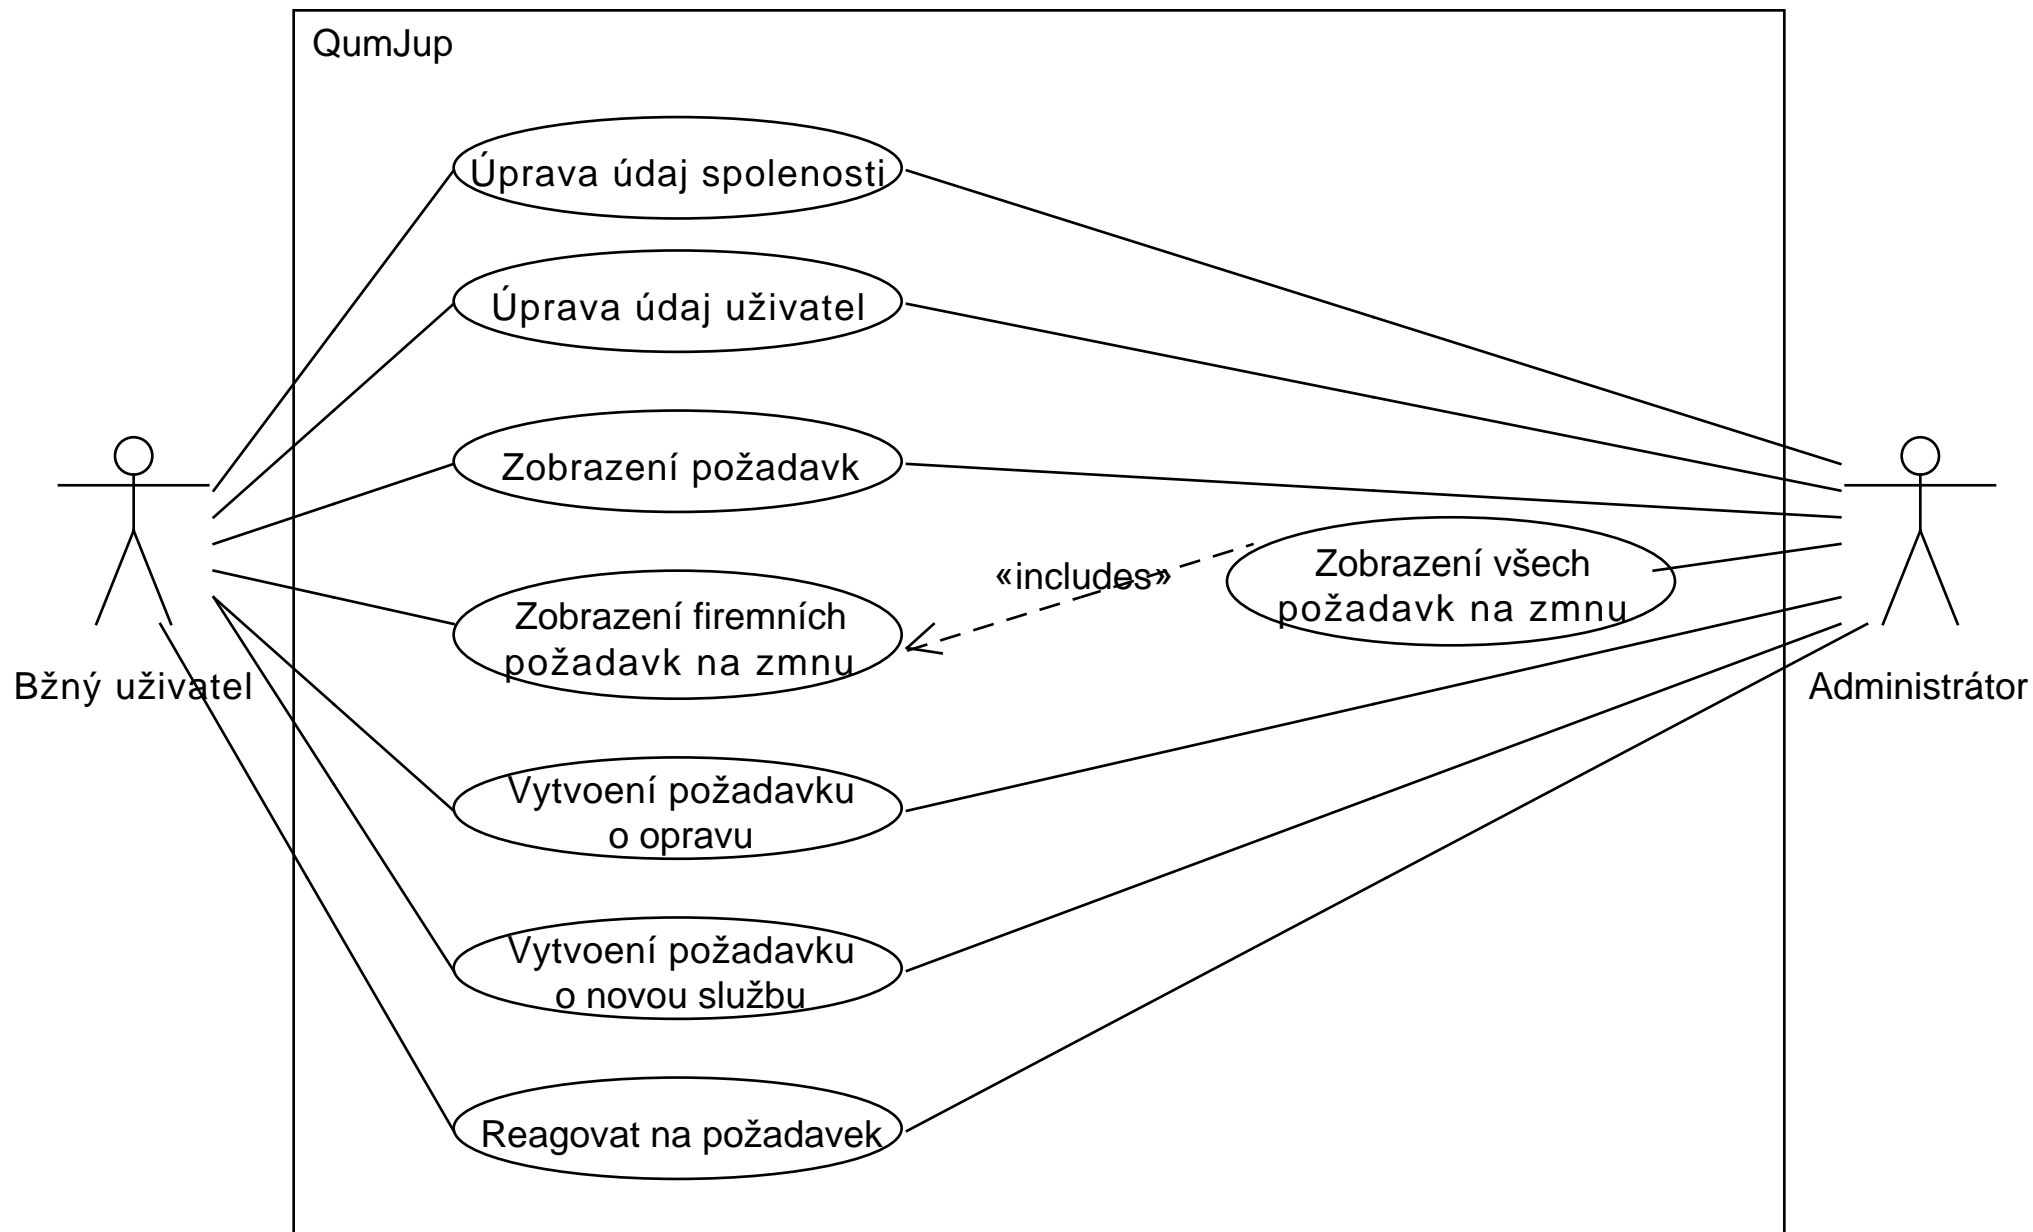 QumJup
Úprava údaj spolenosti
Úprava údaj uživatel
Zobrazení požadavk
«includes»
Zobrazení všech
požadavk na zmnu
Zobrazení firemních
požadavk na zmnu
Bžný uživatel
Administrátor
Vytvoení požadavku
o opravu
Vytvoení požadavku
o novou službu
Reagovat na požadavek